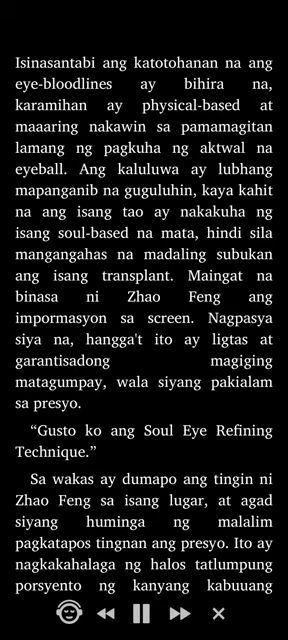 Isinasantabi ang katotohanan na ang
eye-bloodlines ay bihira na,
karamihan ay physical-based at
maaaring nakawin sa pamamagitan
lamang ng pagkuha ng aktwal na
eyeball. Ang kaluluwa ay lubhang
mapanganib na guguluhin, kaya kahit
na ang isang tao ay nakakuha ng
isang soul-based na mata, hindi sila
mangangahas na madaling subukan
ang isang transplant. Maingat na
binasa ni Zhao Feng ang
impormasyon sa screen. Nagpasya
siya na, hangga't ito ay ligtas at
garantisadong magiging
matagumpay, wala siyang pakialam
sa presyo.
“Gusto ko ang Soul Eye Refining
Technique.”
Sa wakas ay dumapo ang tingin ni
Zhao Feng sa isang lugar, at agad
siyang huminga ng malalim
pagkatapos tingnan ang presyo. Ito ay
nagkakahalaga ng halos tatlumpung
porsyento ng kanyang kabuuang